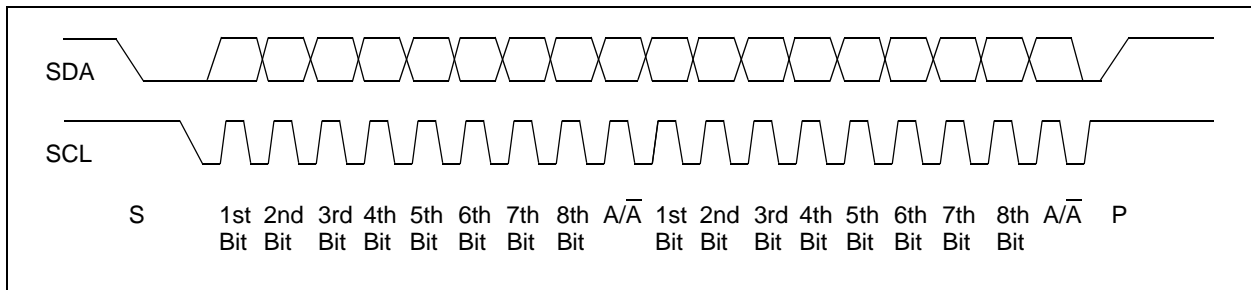 SDA
SCL
S 1st 2nd 3rd 4th 5th 6th 7th 8th A/A̅ 1st 2nd 3rd 4th 5th 6th 7th 8th A/A̅ P
Bit Bit Bit Bit Bit Bit Bit Bit Bit Bit Bit Bit Bit Bit Bit Bit